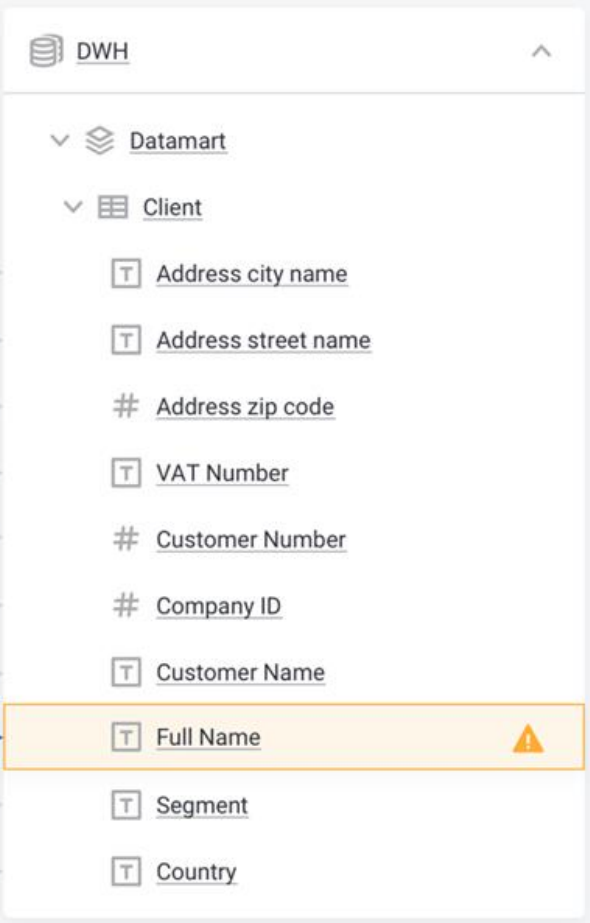 DWH
Datamart
Client
T Address city name
T Address street name
# Address zip code
T VAT Number
# Customer Number
# Company ID
T Customer Name
T Full Name !
T Segment
T Country